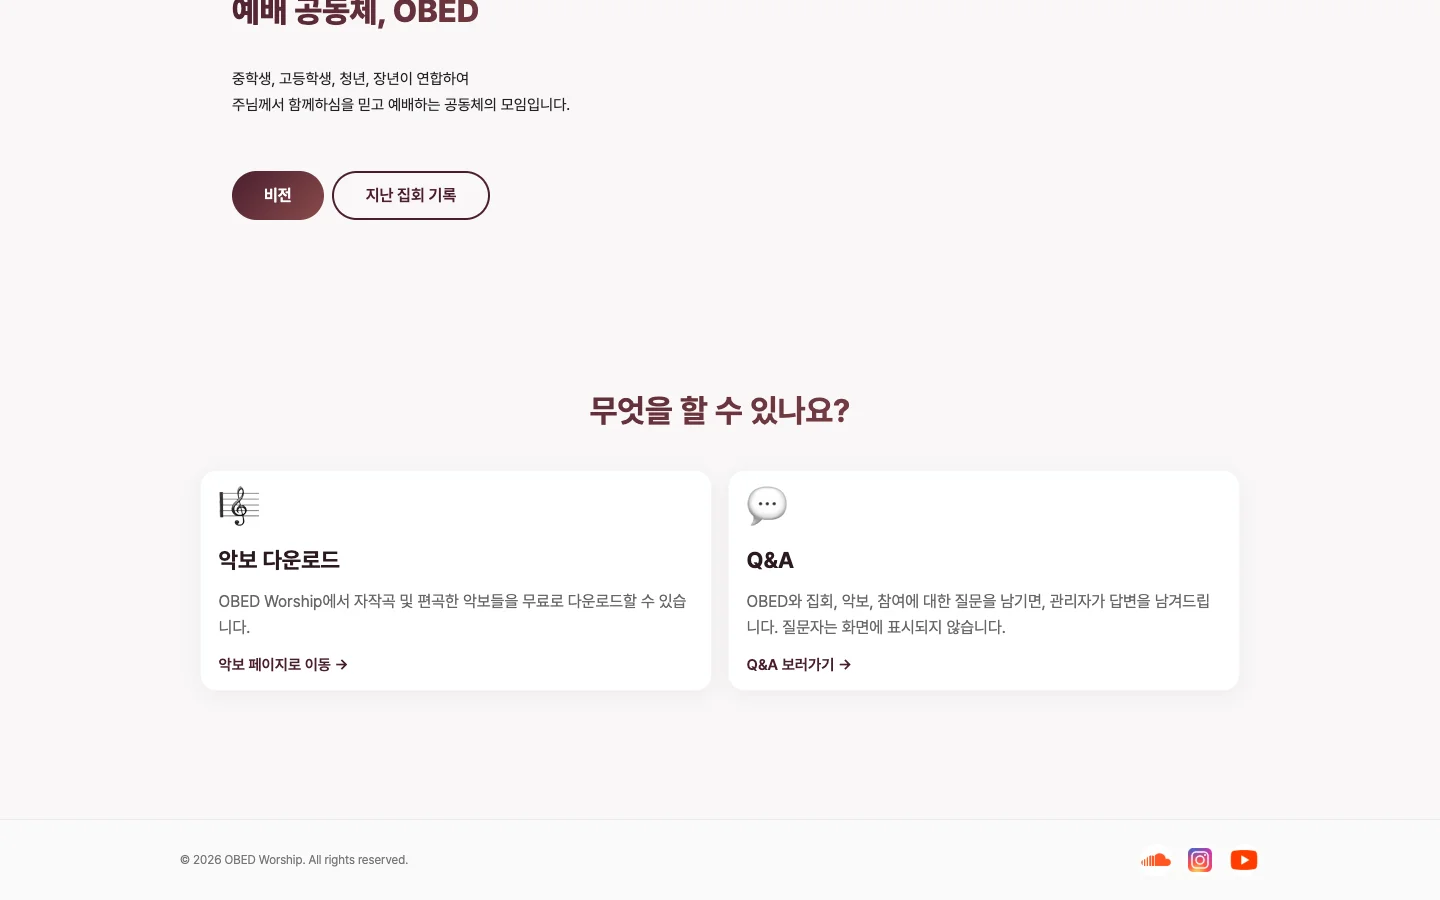 예배 공동체, OBED
중학생, 고등학생, 청년, 장년이 연합하여
주님께서 함께하심을 믿고 예배하는 공동체의 모임입니다.
비전
지난 집회 기록
무엇을 할 수 있나요?
악보 다운로드
OBED Worship에서 자작곡 및 편곡한 악보들을 무료로 다운로드할 수 있습
니다.
악보 페이지로 이동 →
Q&A
OBED와 집회, 악보, 참여에 대한 질문을 남기면, 관리자가 답변을 남겨드립
니다. 질문자는 화면에 표시되지 않습니다.
Q&A 보러가기 →
© 2026 OBED Worship. All rights reserved.